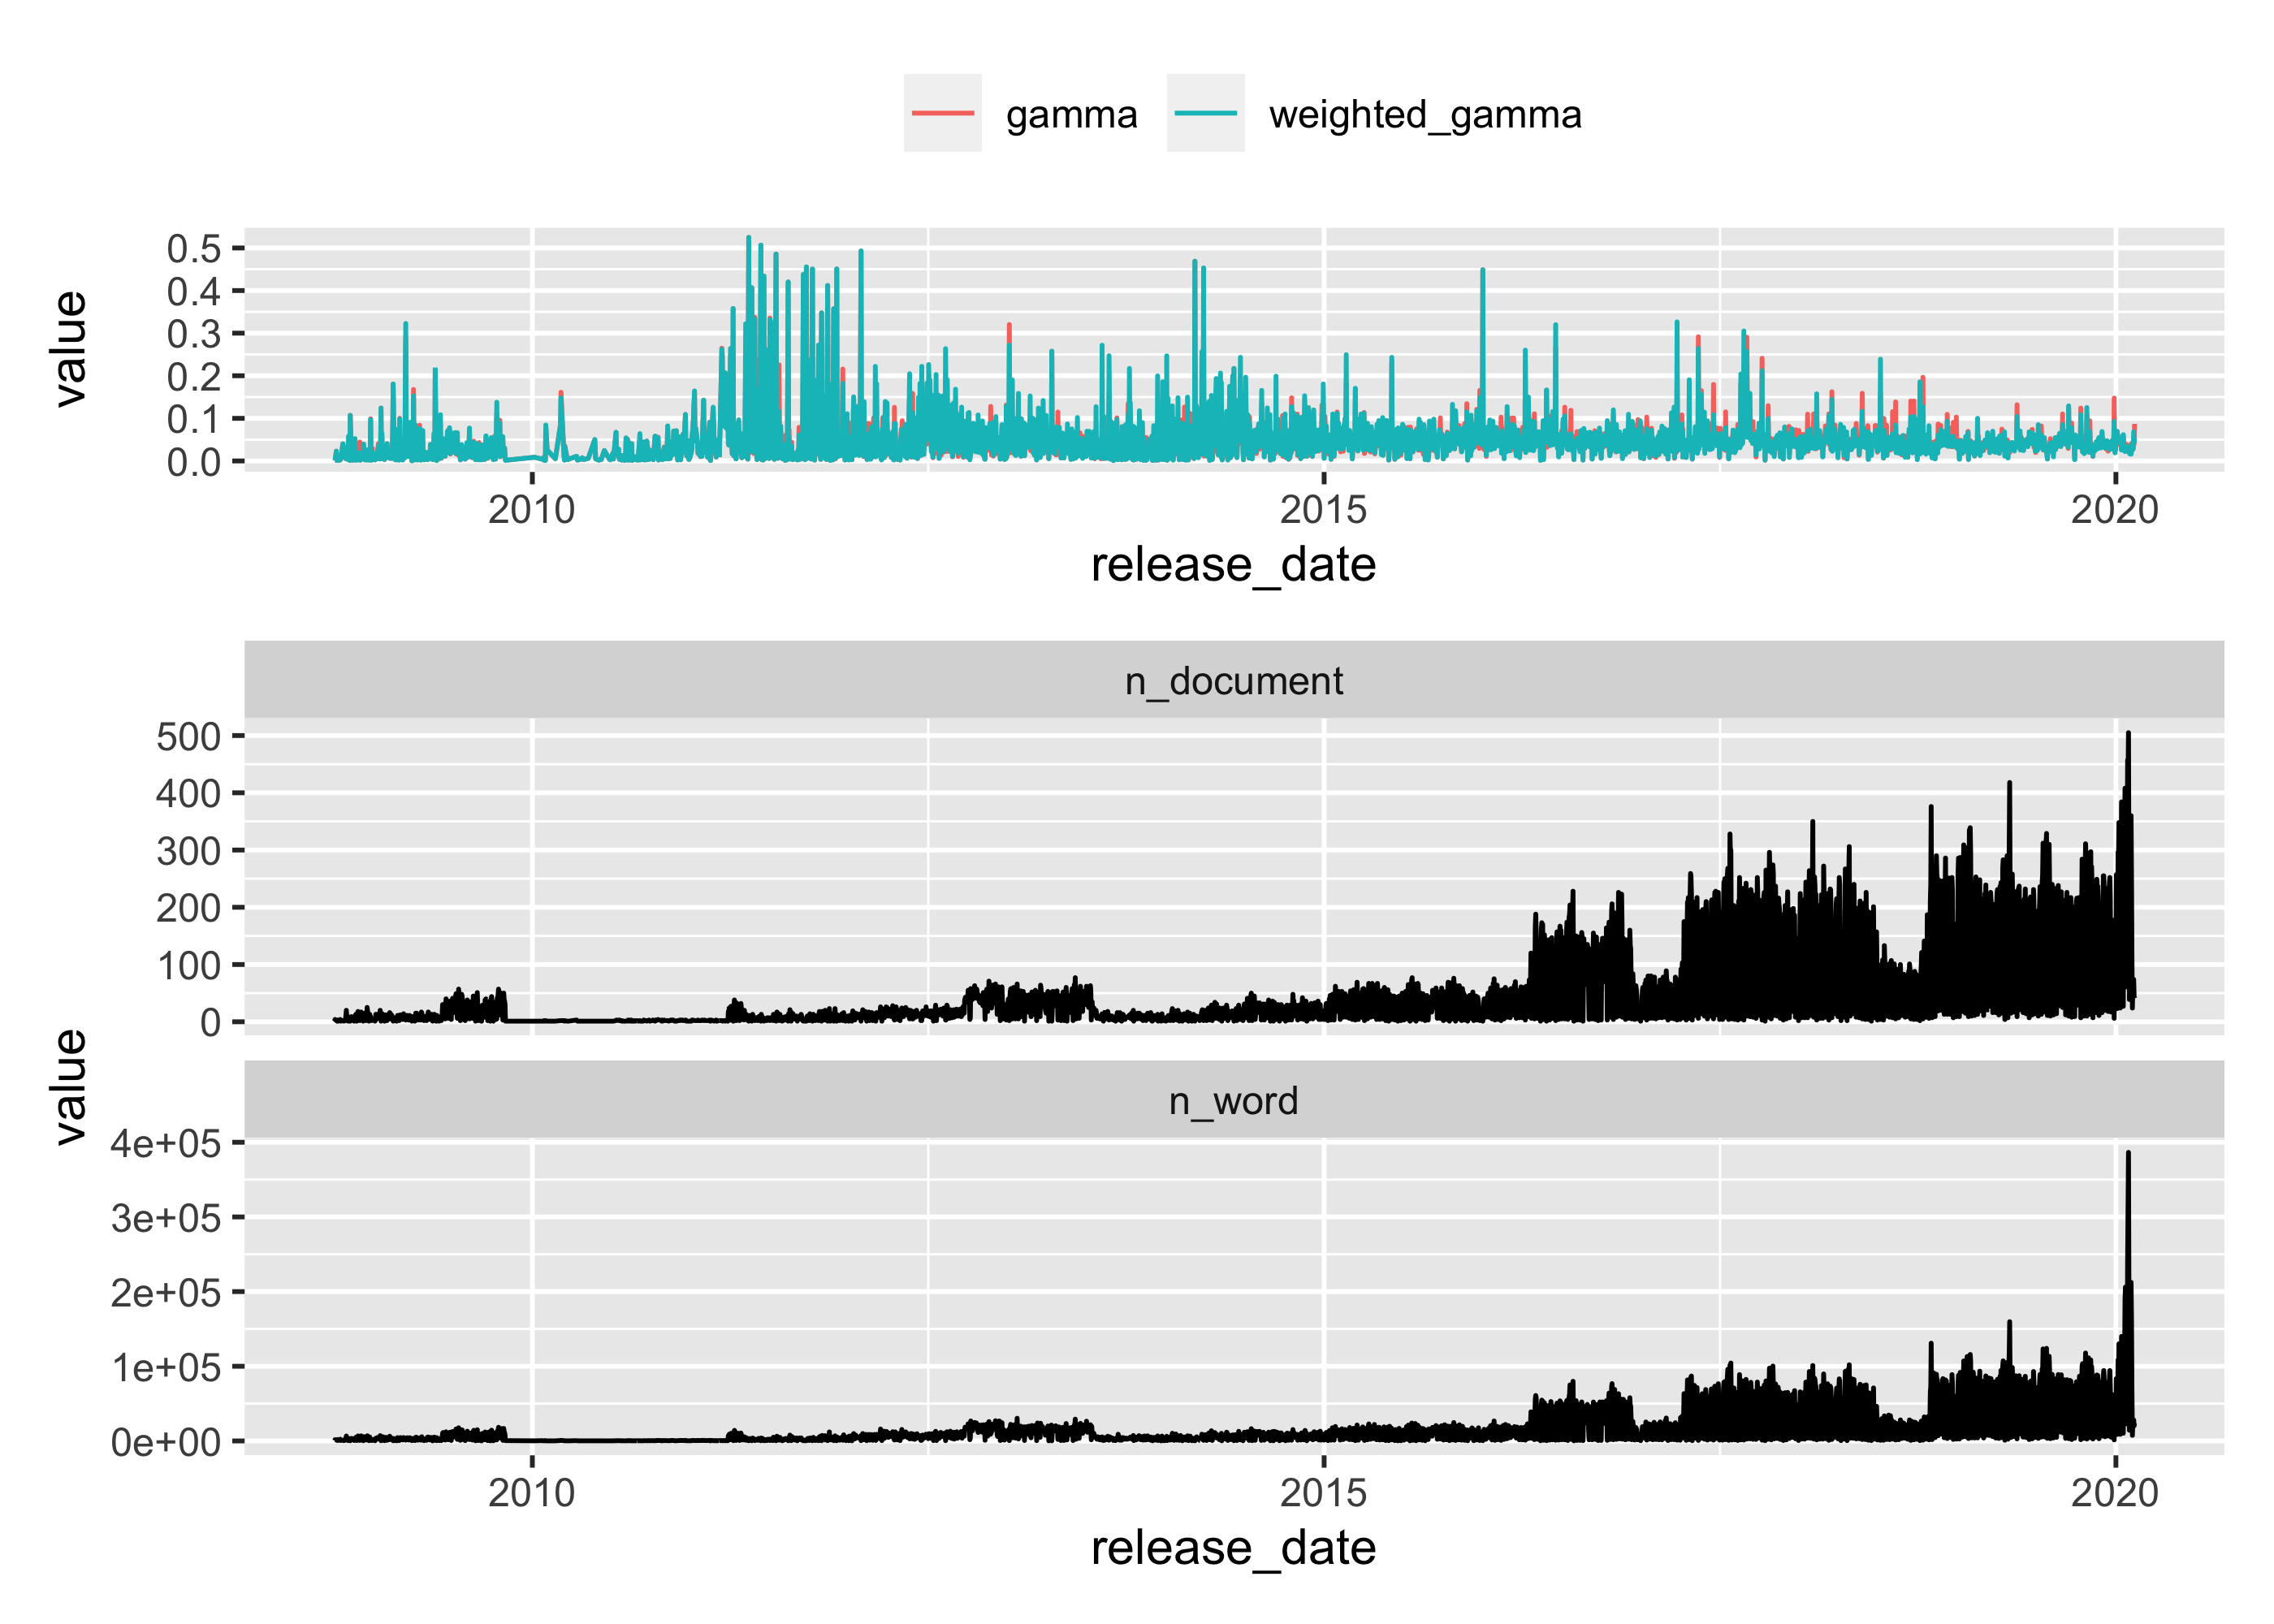 gamma weighted_gamma
value
0.5
0.4
0.3
0.2
0.1
0.0
2010 2015 2020
release_date
n_document
value
500
400
300
200
100
0
n_word
4e+05
3e+05
2e+05
1e+05
0e+00
2010 2015 2020
release_date